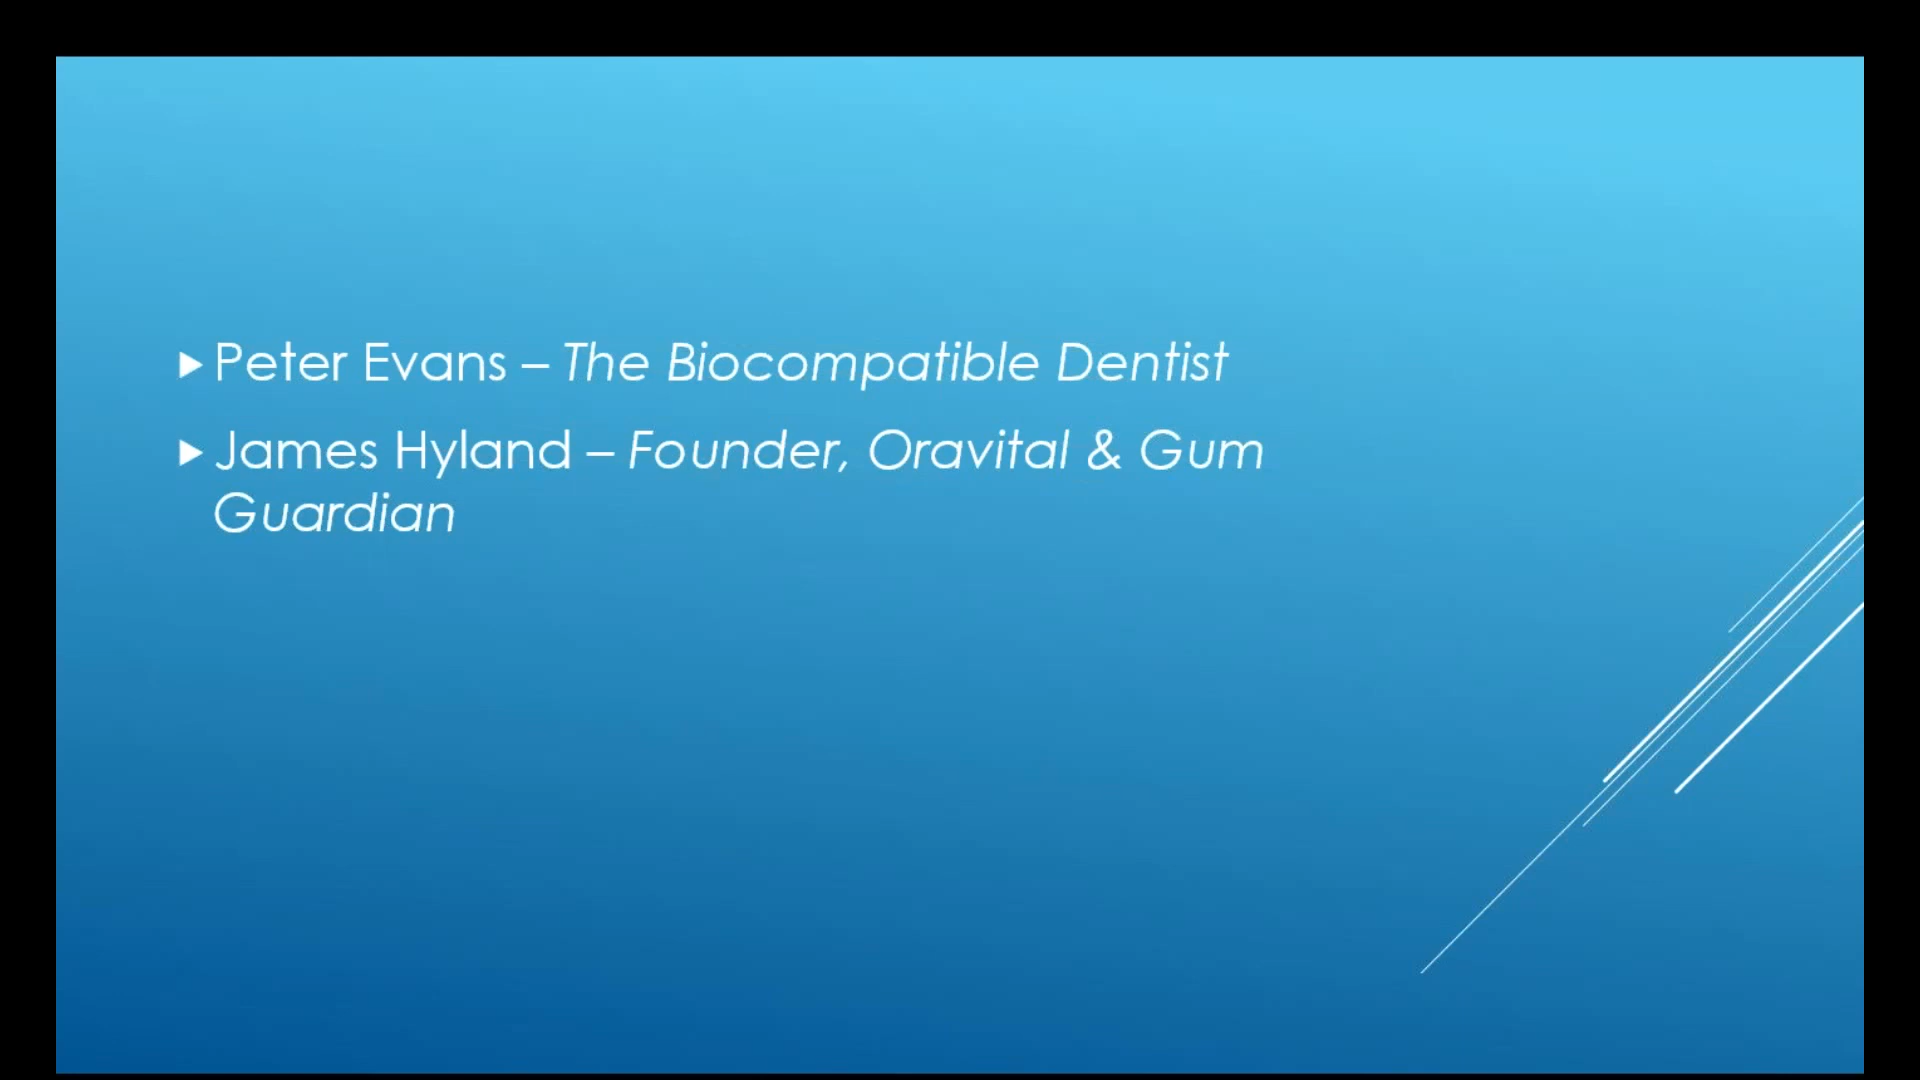 Peter Evans – The Biocompatible Dentist
James Hyland – Founder, Oravital & Gum
Guardian